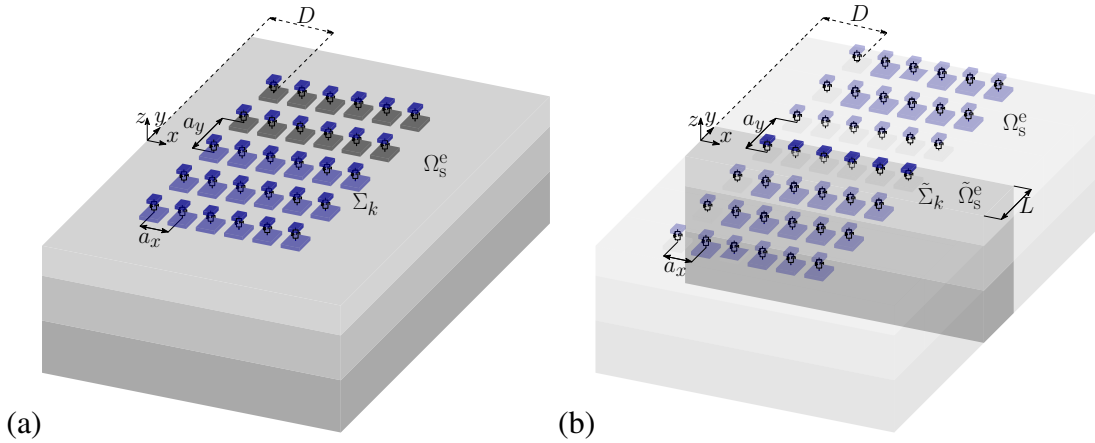 D
z y x
a_y
Ω_s^e
Σ_k
a_x
(a)
D
z y x
a_y
Ω_s^e
Σ̃_k Ω̃_s^e
L
a_x
(b)